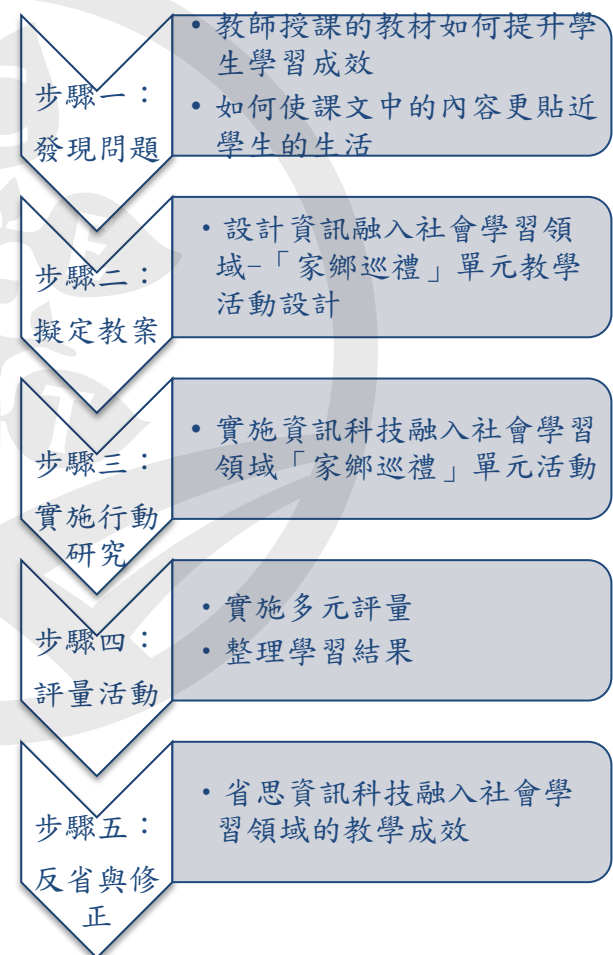 步驟一：
發現問題
• 教師授課的教材如何提升學
生學習成效
• 如何使課文中的內容更貼近
學生的生活
步驟二：
擬定教案
• 設計資訊融入社會學習領
域-「家鄉巡禮」單元教學
活動設計
步驟三：
實施行動
研究
• 實施資訊科技融入社會學習
領域「家鄉巡禮」單元活動
步驟四：
評量活動
• 實施多元評量
• 整理學習結果
步驟五：
反省與修
正
• 省思資訊科技融入社會學
習領域的教學成效